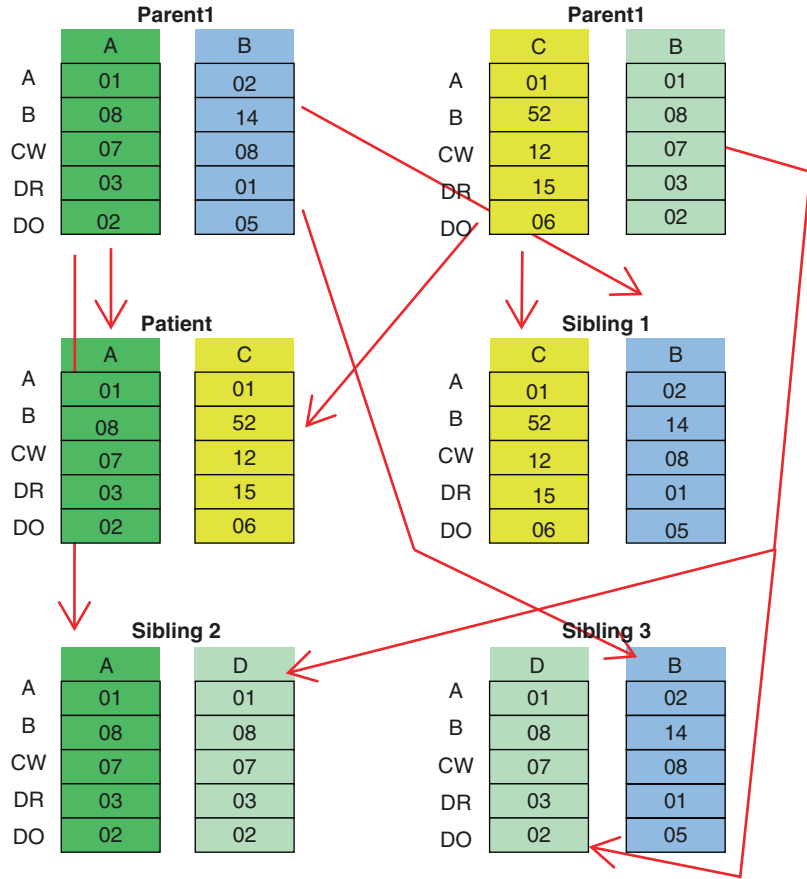 Parent1 Parent1
A B C B
A 01 02 A 01 01
B 08 14 B 52 08
CW 07 08 CW 12 07
DR 03 01 DR 15 03
DO 02 05 DO 06 02
Patient Sibling 1
A C C B
A 01 01 A 01 02
B 08 52 B 52 14
CW 07 12 CW 12 08
DR 03 15 DR 15 01
DO 02 06 DO 06 05
Sibling 2 Sibling 3
A D D B
A 01 01 A 01 02
B 08 08 B 08 14
CW 07 07 CW 07 08
DR 03 03 DR 03 01
DO 02 02 DO 02 05